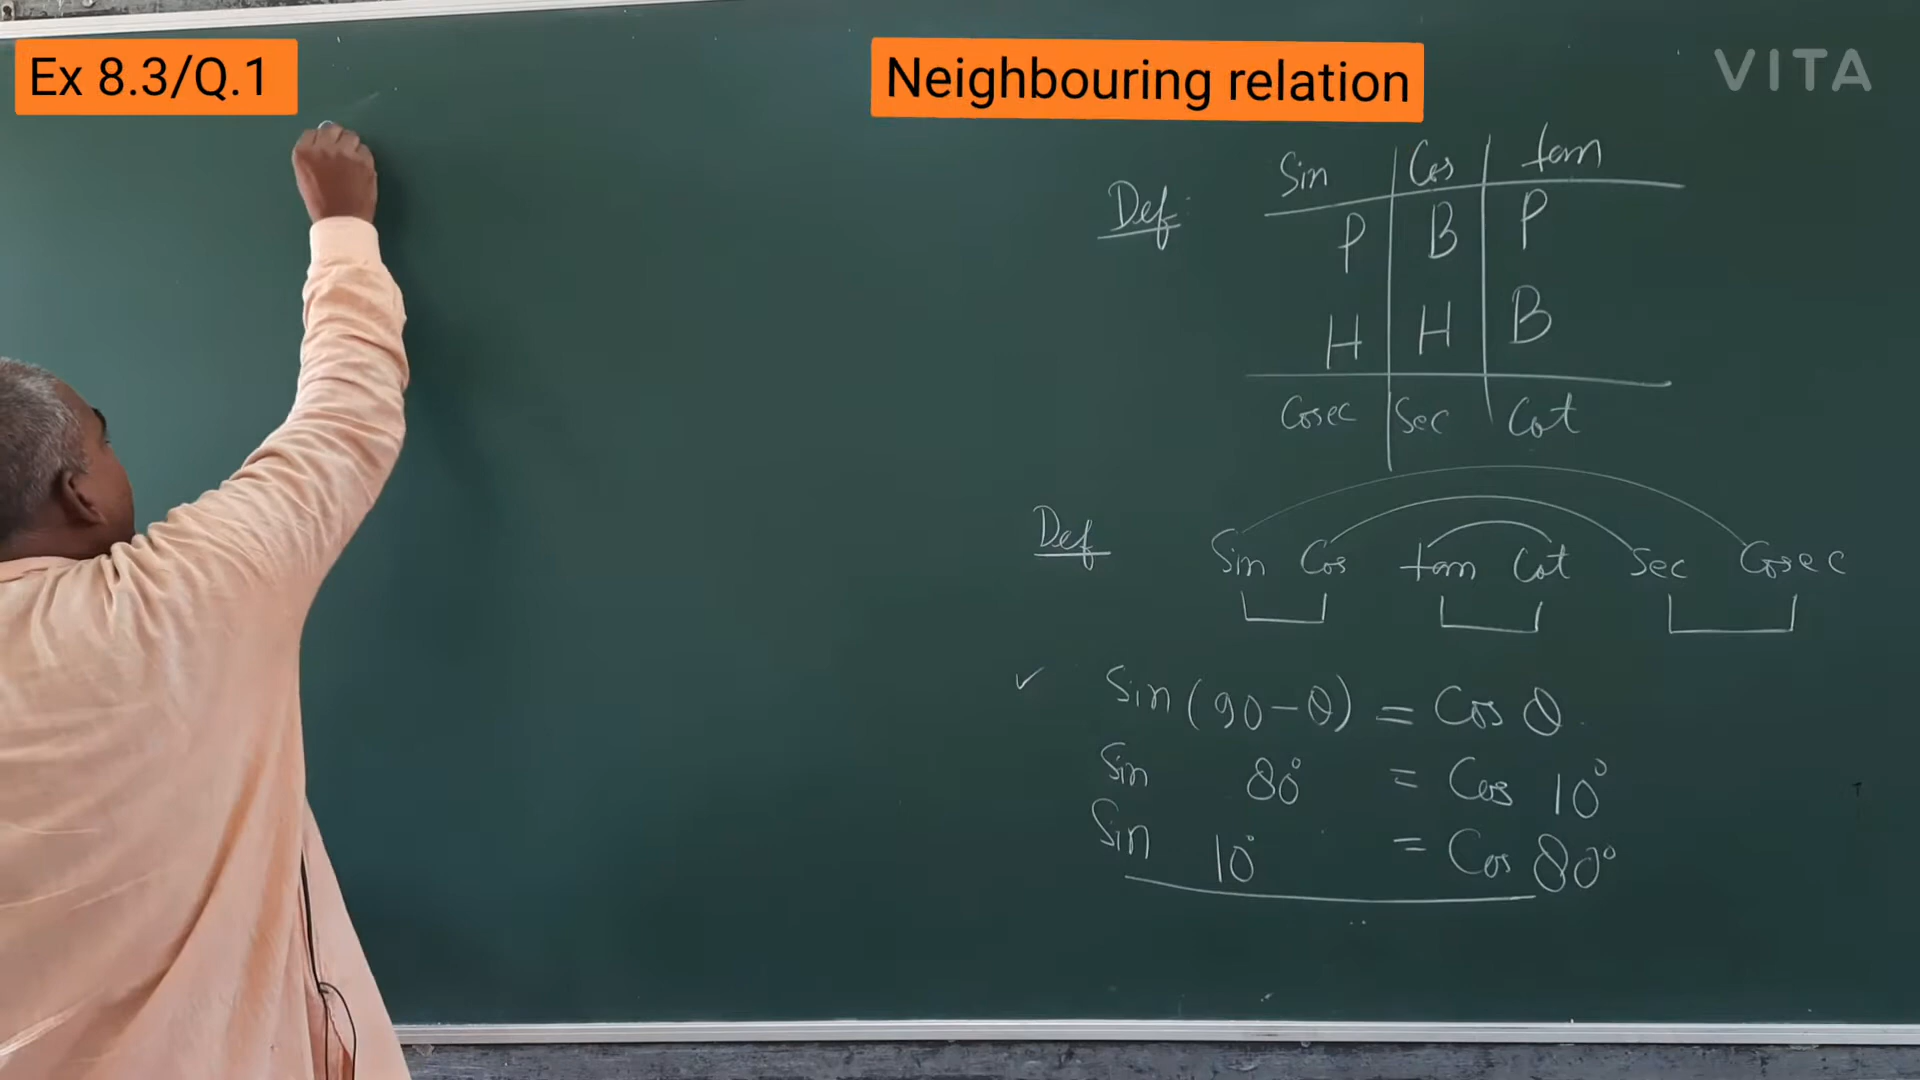 Ex 8.3/Q.1
Neighbouring relation
VITA
Def:
Sin Cos tan
P B P
H H B
Cosec Sec Cot
Def
Sin Cos tan Cot Sec Cosec
✓ Sin (90-θ) = Cos θ
Sin 80° = Cos 10°
Sin 10° = Cos 80°